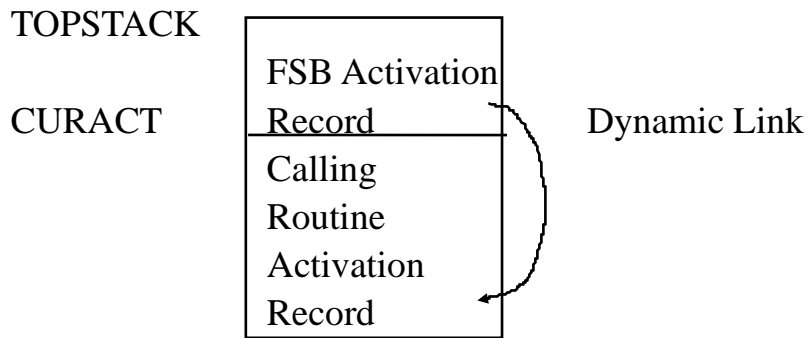 TOPSTACK
FSB Activation
CURACT Record Dynamic Link
Calling
Routine
Activation
Record